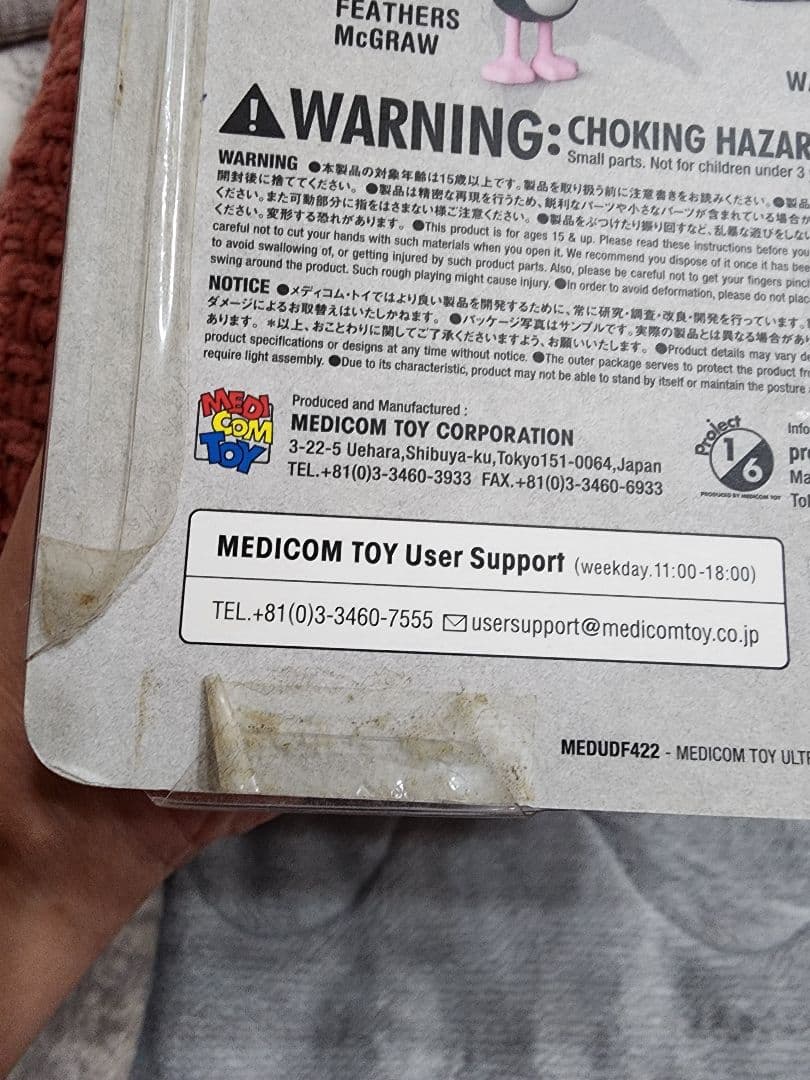 FEATHERS
McGRAW
WARNING: CHOKING HAZAR
Small parts. Not for children under 3
WARNING ●本製品の対象年齢は15歳以上です。製品を取り扱う前に注意書きをお読みください。●製品
開封後に捨ててください。 ●製品は精密な再現を行うため、鋭利なパーツや小さなパーツが含まれている場合が
ください。また可動部分に指をはさまない様ご注意ください。 ●製品をぶつけたり振り回すなど、乱暴な遊びをしない
ください。変形する恐れがあります。 ●This product is for ages 15 & up. Please read these instructions before you
careful not to cut your hands with such materials when you open it. We recommend you dispose of it once it has bee
to avoid swallowing of, or getting injured by such product parts. Also, please be careful not to get your fingers pinch
swing around the product. Such rough playing might cause injury. ●In order to avoid deformation, please do not plac
NOTICE ●メディコム・トイではより良い製品を開発するために、常に研究・調査・改良・開発を行っています。
ダメージによるお取替えはいたしかねます。 ●パッケージ写真はサンプルです。実際の製品とは異なる場合があり
あります。 ＊以上、おことわりに関してご了承くださいますよう、お願いいたします。 ●Product details may vary de
product specifications or designs at any time without notice. ●The outer package serves to protect the product fr
require light assembly. ●Due to its characteristic, product may not be able to stand by itself or maintain the posture
MEDI
COM
TOY
Produced and Manufactured :
MEDICOM TOY CORPORATION
3-22-5 Uehara,Shibuya-ku,Tokyo151-0064,Japan
TEL.+81(0)3-3460-3933 FAX.+81(0)3-3460-6933
Project
1/6
PRODUCED BY MEDICOM TOY
Info
pr
Ma
Tol
MEDICOM TOY User Support (weekday.11:00-18:00)
TEL.+81(0)3-3460-7555 usersupport@medicomtoy.co.jp
MEDUDF422 - MEDICOM TOY ULT